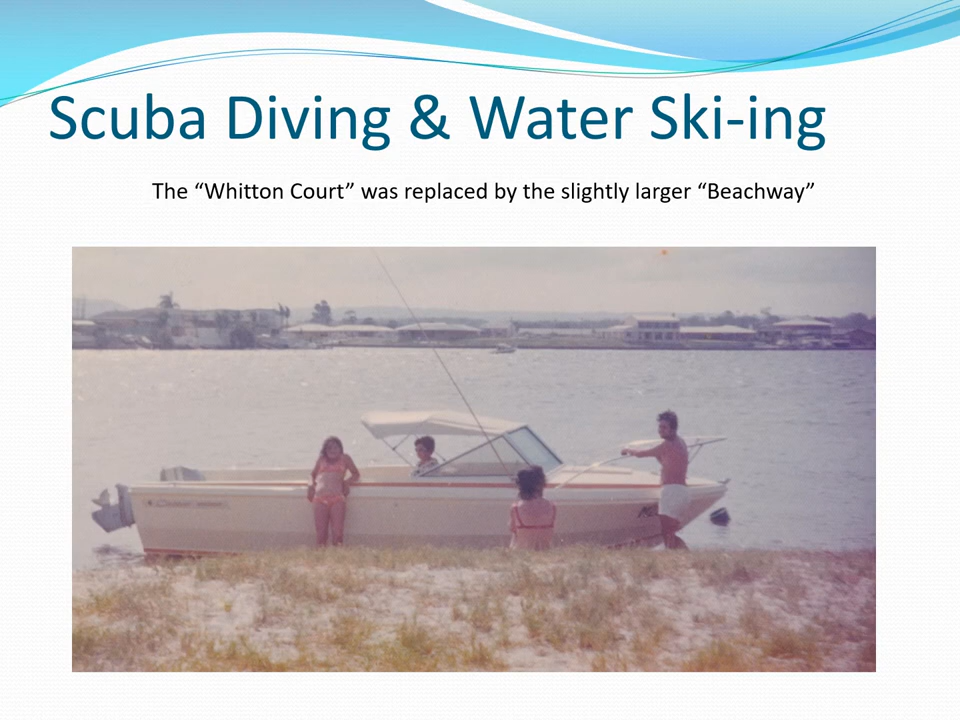 Scuba Diving & Water Ski-ing
The “Whitton Court” was replaced by the slightly larger “Beachway”